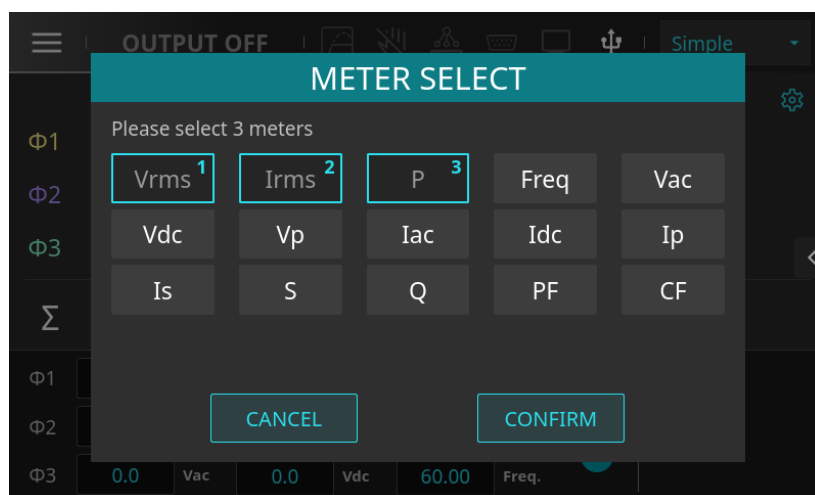 OUTPUT OFF Simple
METER SELECT
Please select 3 meters
Φ1
Vrms 1 Irms 2 P 3 Freq Vac
Φ2
Vdc Vp Iac Idc Ip
Φ3
Is S Q PF CF
Σ
Φ1
CANCEL CONFIRM
Φ2
Φ3 0.0 Vac 0.0 Vdc 60.00 Freq.